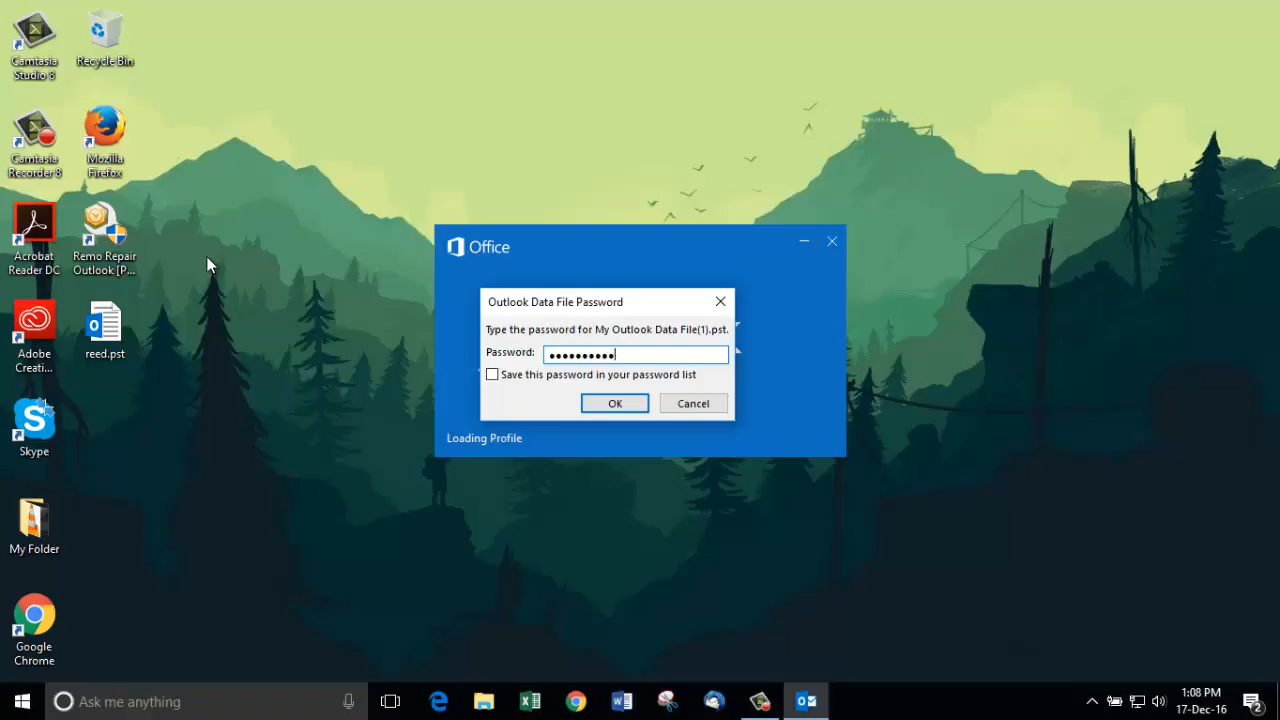 Camtasia
Studio 8
Recycle Bin
Camtasia
Recorder 8
Mozilla
Firefox
Acrobat
Reader DC
Remo Repair
Outlook [P...
Adobe
Creati...
reed.pst
Skype
My Folder
Google
Chrome
Office
Outlook Data File Password
Type the password for My Outlook Data File(1).pst.
Password: ●●●●●●●●●●
Save this password in your password list
OK
Cancel
Loading Profile
Ask me anything
1:08 PM
17-Dec-16
2